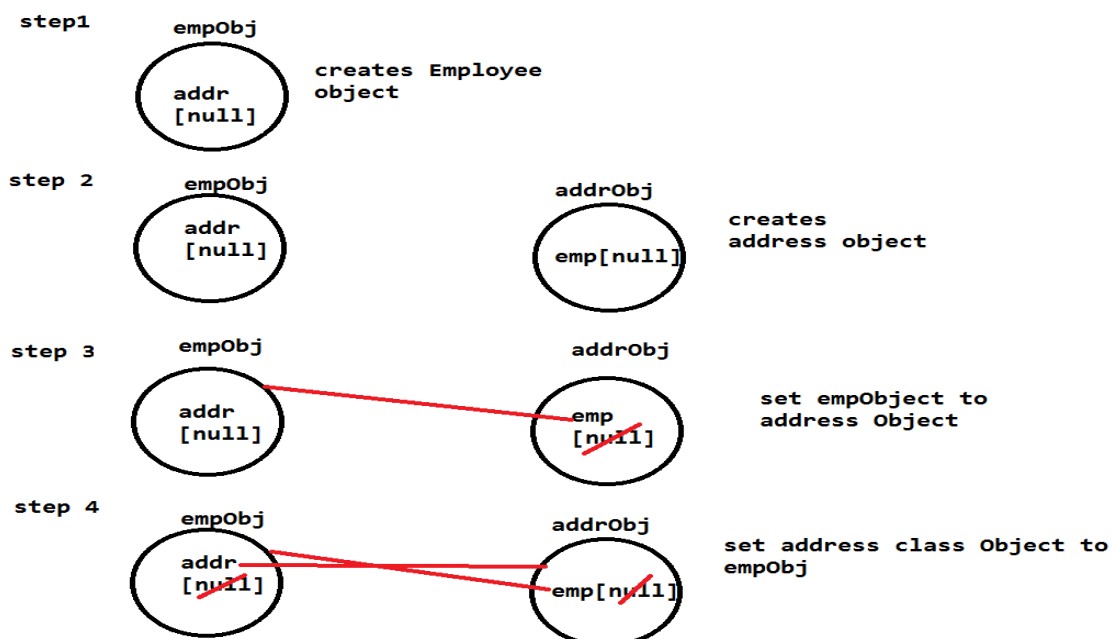 step1
empObj
addr
[null]
creates Employee
object
step 2
empObj
addr
[null]
addrObj
emp[null]
creates
address object
step 3
empObj
addr
[null]
addrObj
emp
[null]
set empObject to
address Object
step 4
empObj
addr
[null]
addrObj
emp[null]
set address class Object to
empObj